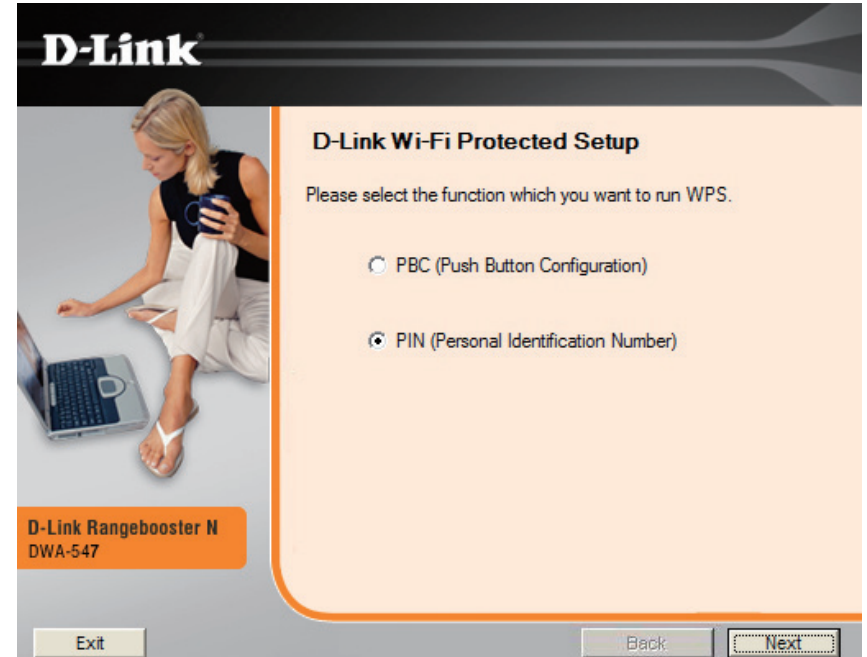 D-Link
D-Link Wi-Fi Protected Setup
Please select the function which you want to run WPS.
PBC (Push Button Configuration)
PIN (Personal Identification Number)
D-Link Rangebooster N
DWA-547
Exit
Back
Next